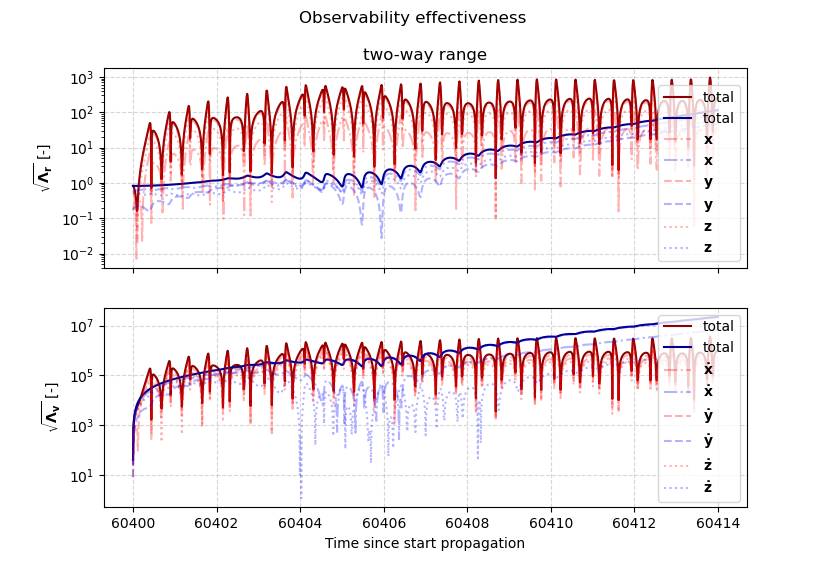 Observability effectiveness
two-way range
10³
10²
10¹
10⁰
10⁻¹
10⁻²
√Λr [-]
total
total
x
x
y
y
z
z
10⁷
10⁵
10³
10¹
√Λv [-]
total
total
ẋ
ẋ
ẏ
ẏ
ż
ż
60400 60402 60404 60406 60408 60410 60412 60414
Time since start propagation